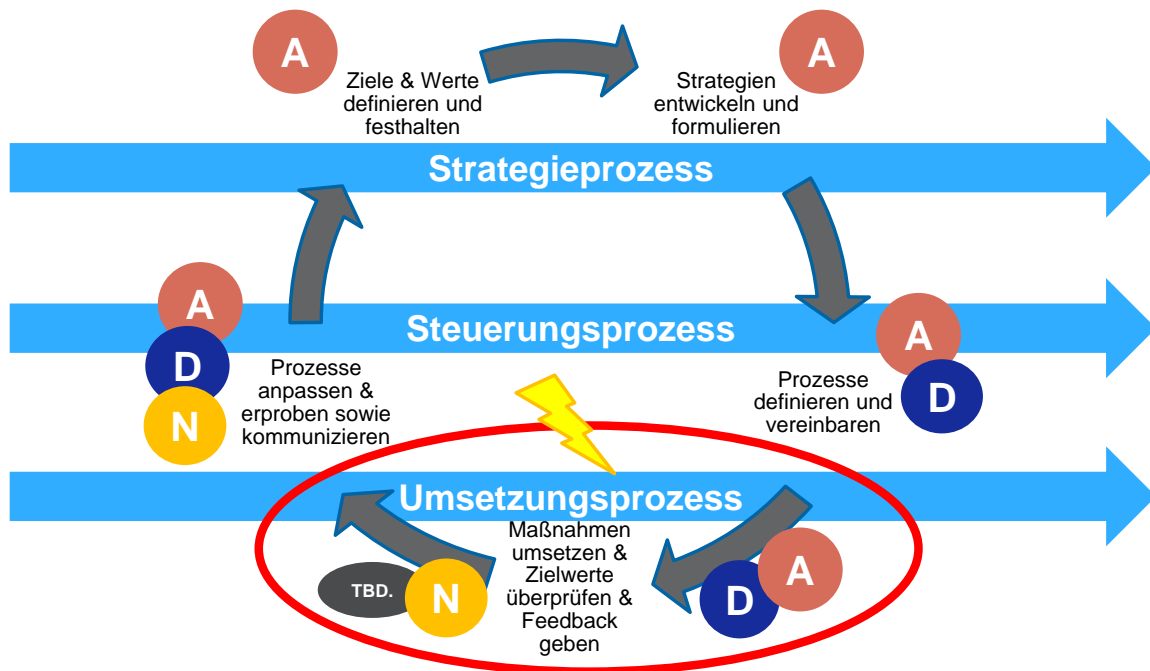 A
Ziele & Werte
definieren und
festhalten
Strategien
entwickeln und
formulieren
A
Strategieprozess
A
D
N
Steuerungsprozess
A
D
Prozesse
anpassen &
erproben sowie
kommunizieren
Prozesse
definieren und
vereinbaren
Umsetzungsprozess
Maßnahmen
umsetzen &
Zielwerte
überprüfen &
Feedback
geben
TBD.
N
D
A